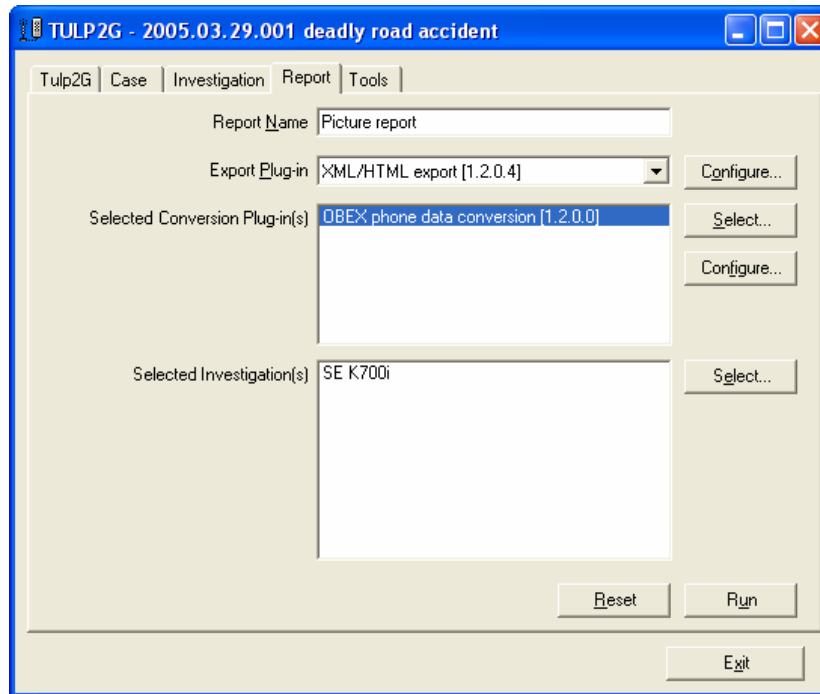 TULP2G - 2005.03.29.001 deadly road accident
Tulp2G Case Investigation Report Tools
Report Name Picture report
Export Plug-in XML/HTML export [1.2.0.4] Configure...
Selected Conversion Plug-in(s) OBEX phone data conversion [1.2.0.0] Select...
Configure...
Selected Investigation(s) SE K700i Select...
Reset Run
Exit